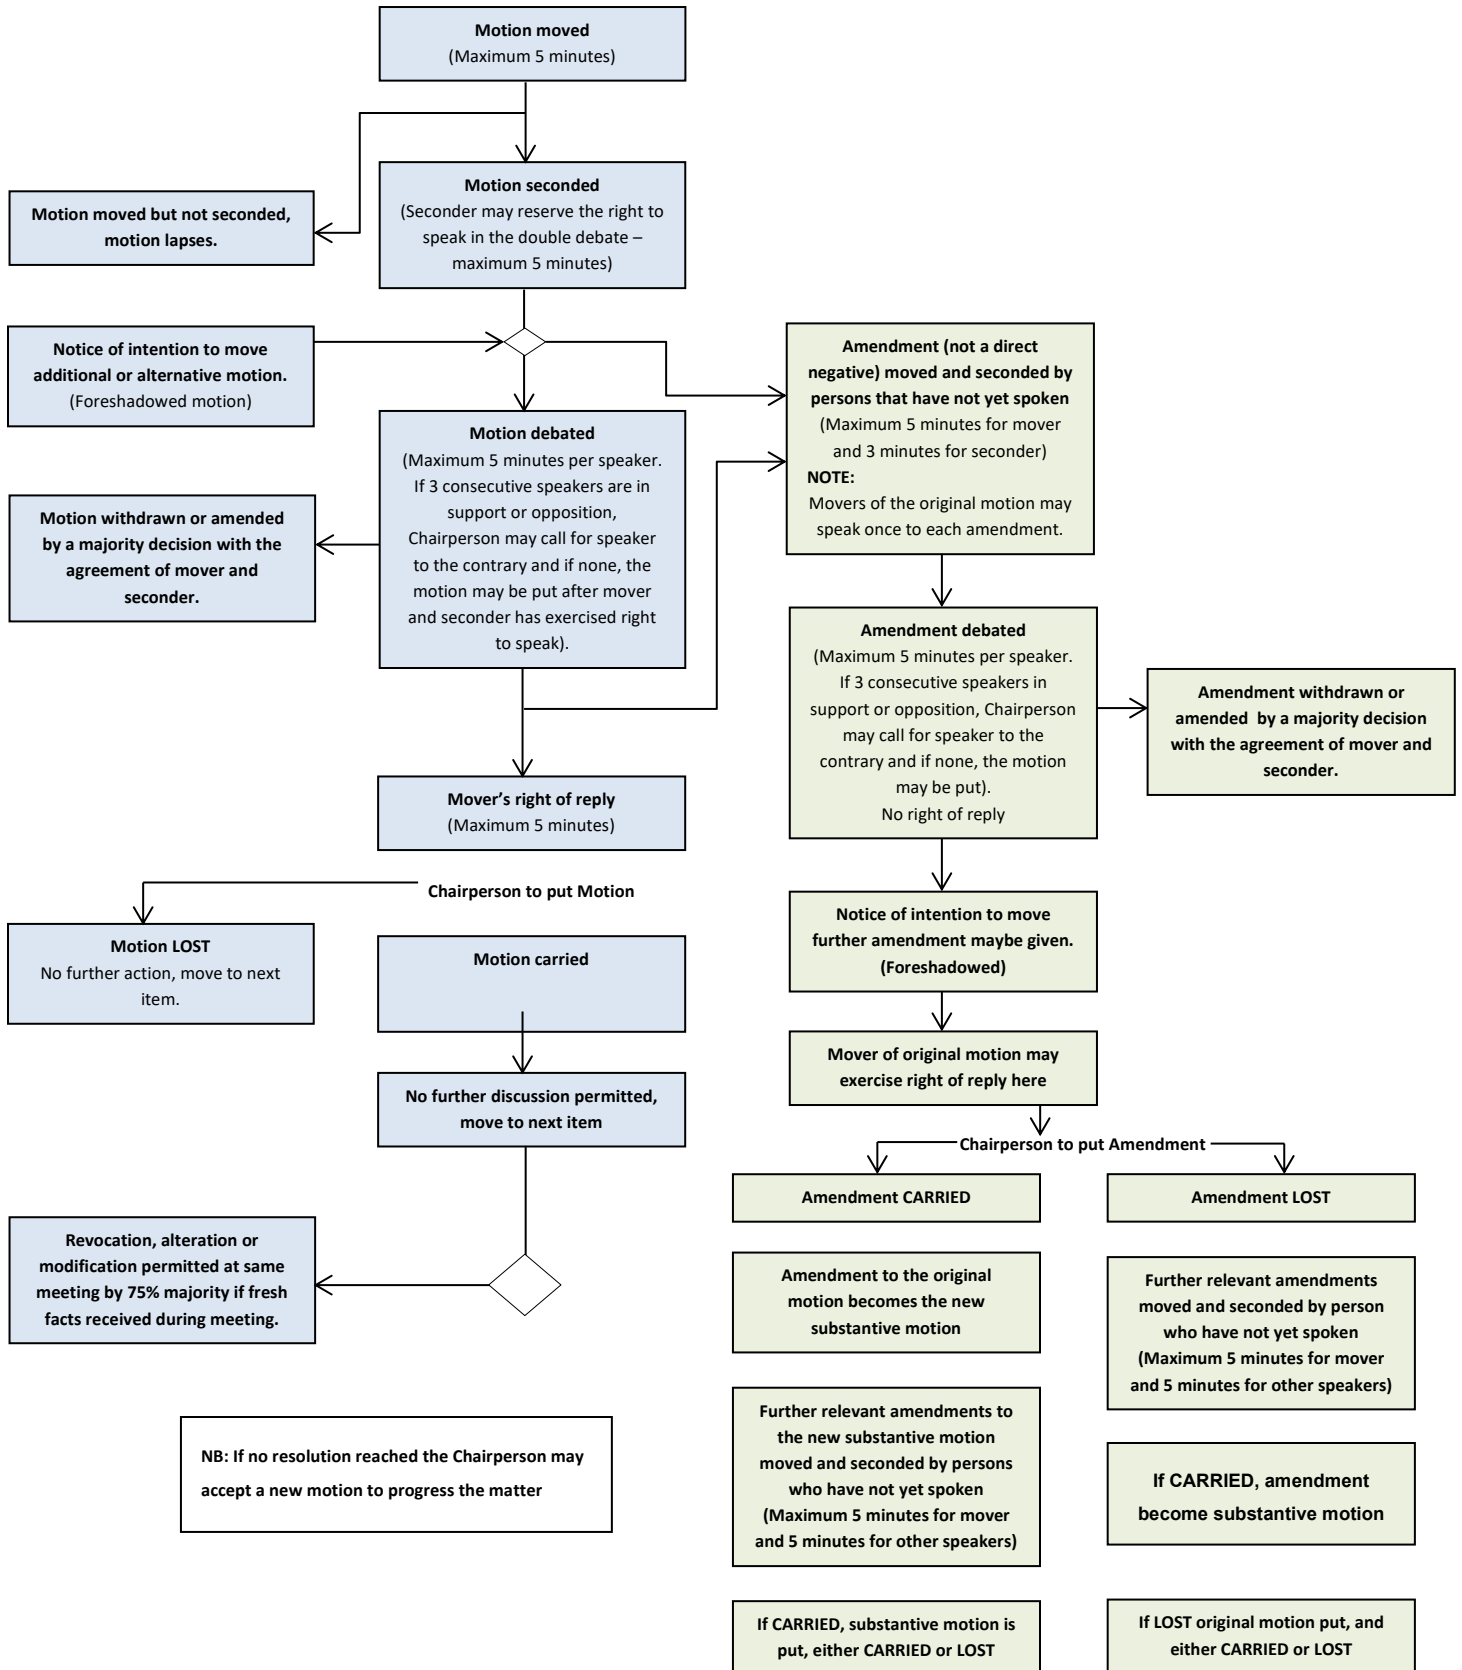 Motion moved
(Maximum 5 minutes)
Motion seconded
(Seconder may reserve the right to
speak in the double debate –
maximum 5 minutes)
Motion moved but not seconded,
motion lapses.
Notice of intention to move
additional or alternative motion.
(Foreshadowed motion)
Motion debated
(Maximum 5 minutes per speaker.
If 3 consecutive speakers are in
support or opposition,
Chairperson may call for speaker
to the contrary and if none, the
motion may be put after mover
and seconder has exercised right
to speak).
Motion withdrawn or amended
by a majority decision with the
agreement of mover and
seconder.
Mover’s right of reply
(Maximum 5 minutes)
Chairperson to put Motion
Motion LOST
No further action, move to next
item.
Motion carried
No further discussion permitted,
move to next item
Revocation, alteration or
modification permitted at same
meeting by 75% majority if fresh
facts received during meeting.
NB: If no resolution reached the Chairperson may
accept a new motion to progress the matter
Amendment (not a direct
negative) moved and seconded by
persons that have not yet spoken
(Maximum 5 minutes for mover
and 3 minutes for seconder)
NOTE:
Movers of the original motion may
speak once to each amendment.
Amendment debated
(Maximum 5 minutes per speaker.
If 3 consecutive speakers in
support or opposition, Chairperson
may call for speaker to the
contrary and if none, the motion
may be put).
No right of reply
Amendment withdrawn or
amended by a majority decision
with the agreement of mover and
seconder.
Notice of intention to move
further amendment maybe given.
(Foreshadowed)
Mover of original motion may
exercise right of reply here
Chairperson to put Amendment
Amendment CARRIED
Amendment to the original
motion becomes the new
substantive motion
Further relevant amendments to
the new substantive motion
moved and seconded by persons
who have not yet spoken
(Maximum 5 minutes for mover
and 5 minutes for other speakers)
If CARRIED, substantive motion is
put, either CARRIED or LOST
Amendment LOST
Further relevant amendments
moved and seconded by person
who have not yet spoken
(Maximum 5 minutes for mover
and 5 minutes for other speakers)
If CARRIED, amendment
become substantive motion
If LOST original motion put, and
either CARRIED or LOST